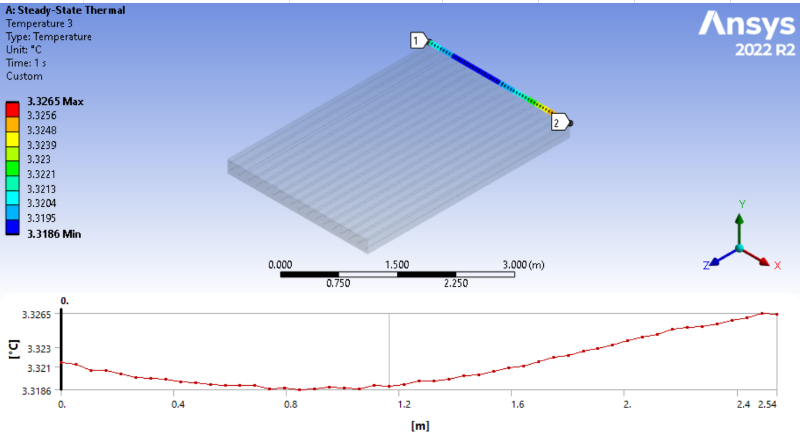 A: Steady-State Thermal
Temperature 3
Type: Temperature
Unit: °C
Time: 1 s
Custom
3.3265 Max
3.3256
3.3248
3.3239
3.323
3.3221
3.3213
3.3204
3.3195
3.3186 Min
Ansys
2022 R2
1
2
0.000
1.500
3.000 (m)
0.750
2.250
Y
Z
X
0.
3.3265
3.323
3.321
3.3186
[°C]
0.
0.4
0.8
1.2
1.6
2.
2.4
2.54
[m]